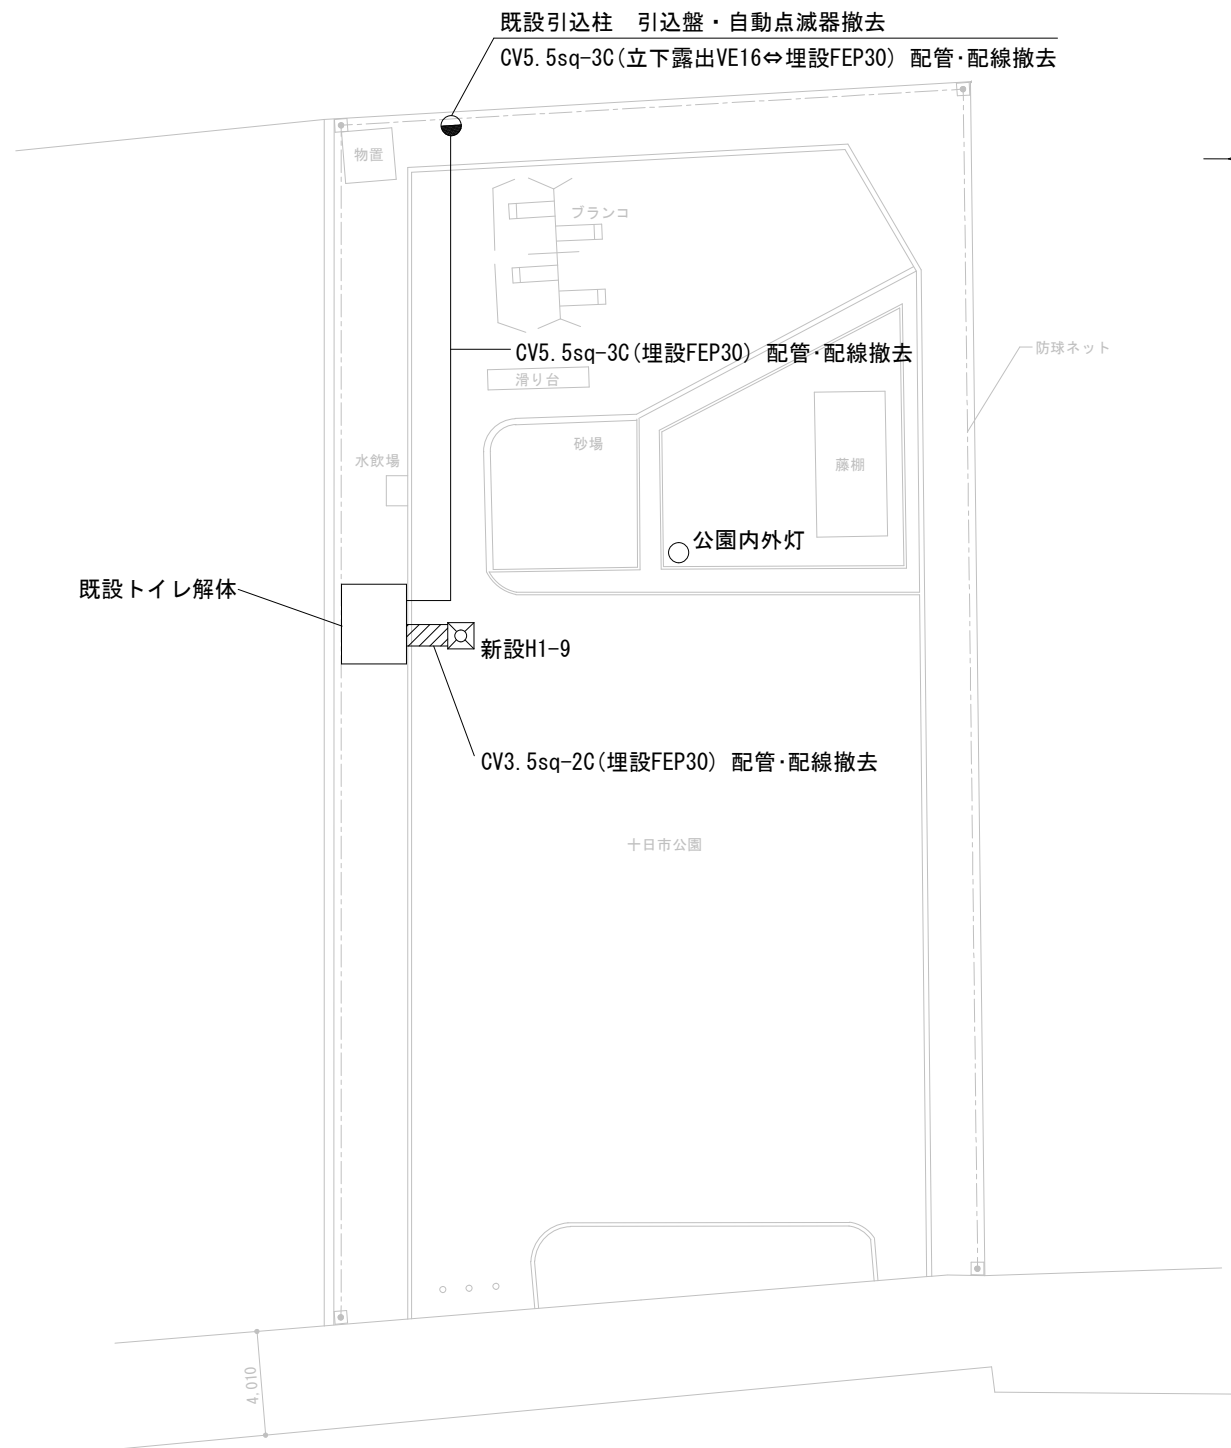 既設引込柱　引込盤・自動点滅器撤去
CV5.5sq-3C(立下露出VE16⇔埋設FEP30) 配管・配線撤去
物置
ブランコ
CV5.5sq-3C(埋設FEP30) 配管・配線撤去
防球ネット
滑り台
砂場
水飲場
藤棚
公園内外灯
既設トイレ解体
新設H1-9
CV3.5sq-2C(埋設FEP30) 配管・配線撤去
十日市公園
4,010